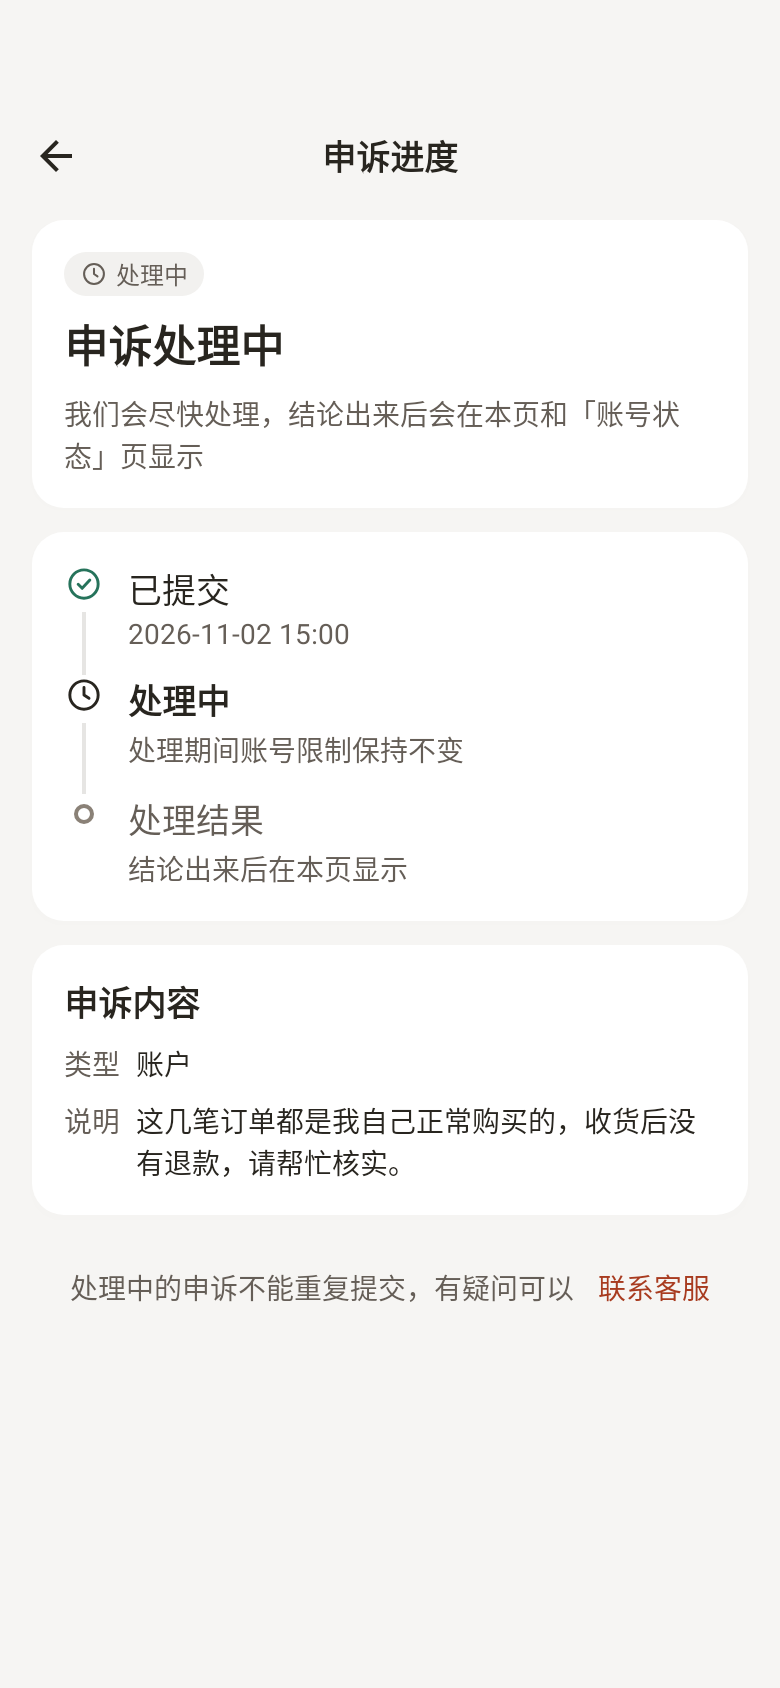 申诉进度
处理中
申诉处理中
我们会尽快处理，结论出来后会在本页和「账号状
态」页显示
已提交
2026-11-02 15:00
处理中
处理期间账号限制保持不变
处理结果
结论出来后在本页显示
申诉内容
类型 账户
说明 这几笔订单都是我自己正常购买的，收货后没
有退款，请帮忙核实。
处理中的申诉不能重复提交，有疑问可以 联系客服